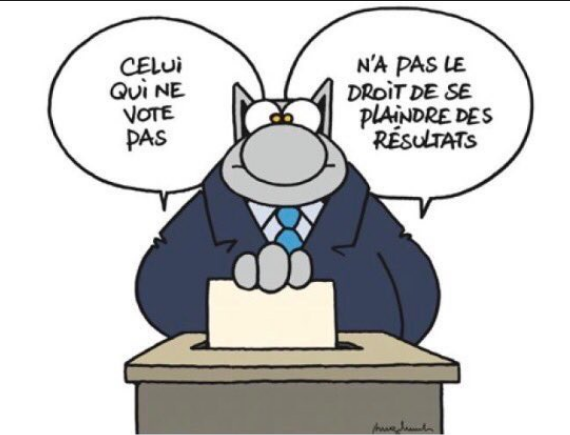 CELUi
QUi NE
VOTE
PAS
N'A PAS LE
DROIT DE SE
PLAiNDRE DES
RÉSULTATS